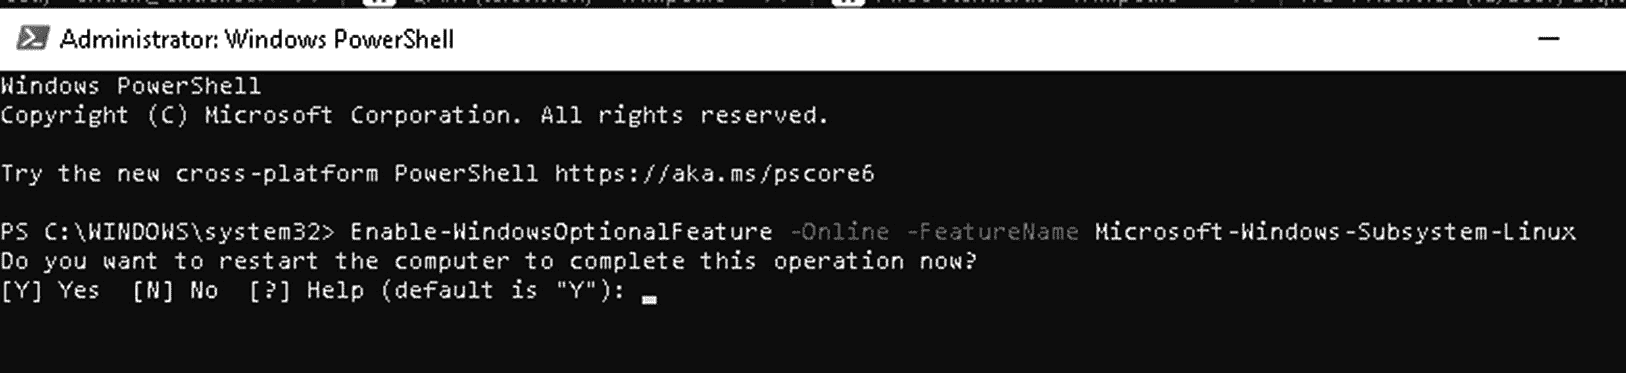 Administrator: Windows PowerShell
Windows PowerShell
Copyright (C) Microsoft Corporation. All rights reserved.
Try the new cross-platform PowerShell https://aka.ms/pscore6
PS C:\WINDOWS\system32> Enable-WindowsOptionalFeature -Online -FeatureName Microsoft-Windows-Subsystem-Linux
Do you want to restart the computer to complete this operation now?
[Y] Yes  [N] No  [?] Help (default is "Y"):